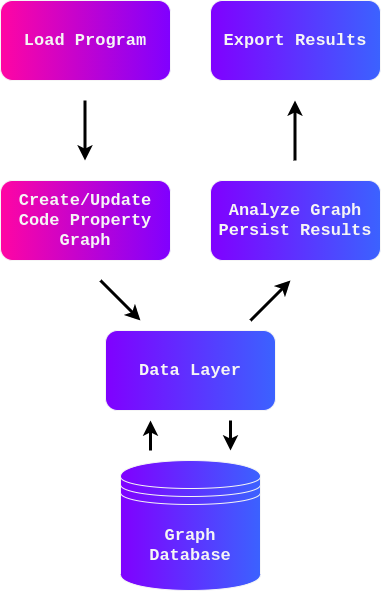 Load Program
Export Results
Create/Update
Code Property
Graph
Analyze Graph
Persist Results
Data Layer
Graph
Database